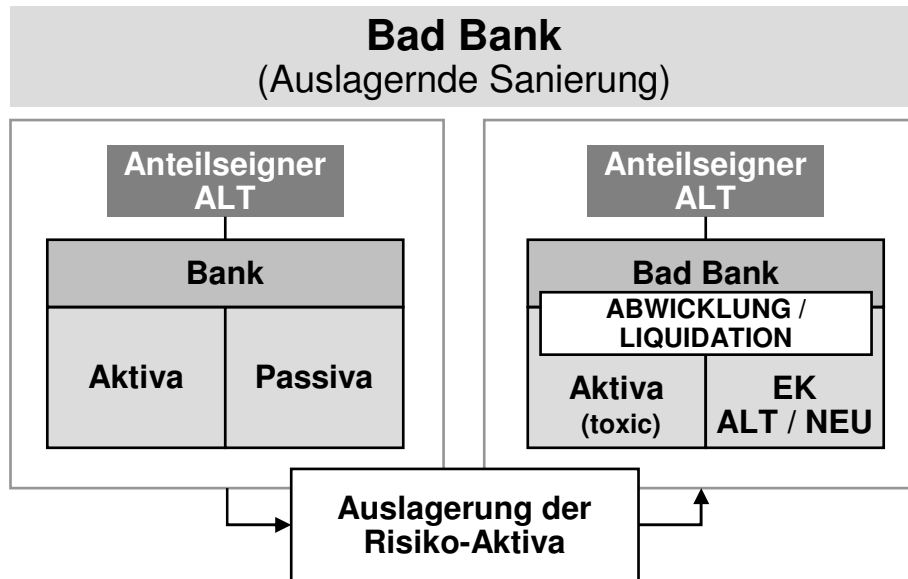 Bad Bank
(Auslagernde Sanierung)
Anteilseigner
ALT
Bank
Aktiva
Passiva
Anteilseigner
ALT
Bad Bank
ABWICKLUNG /
LIQUIDATION
Aktiva
(toxic)
EK
ALT / NEU
Auslagerung der
Risiko-Aktiva